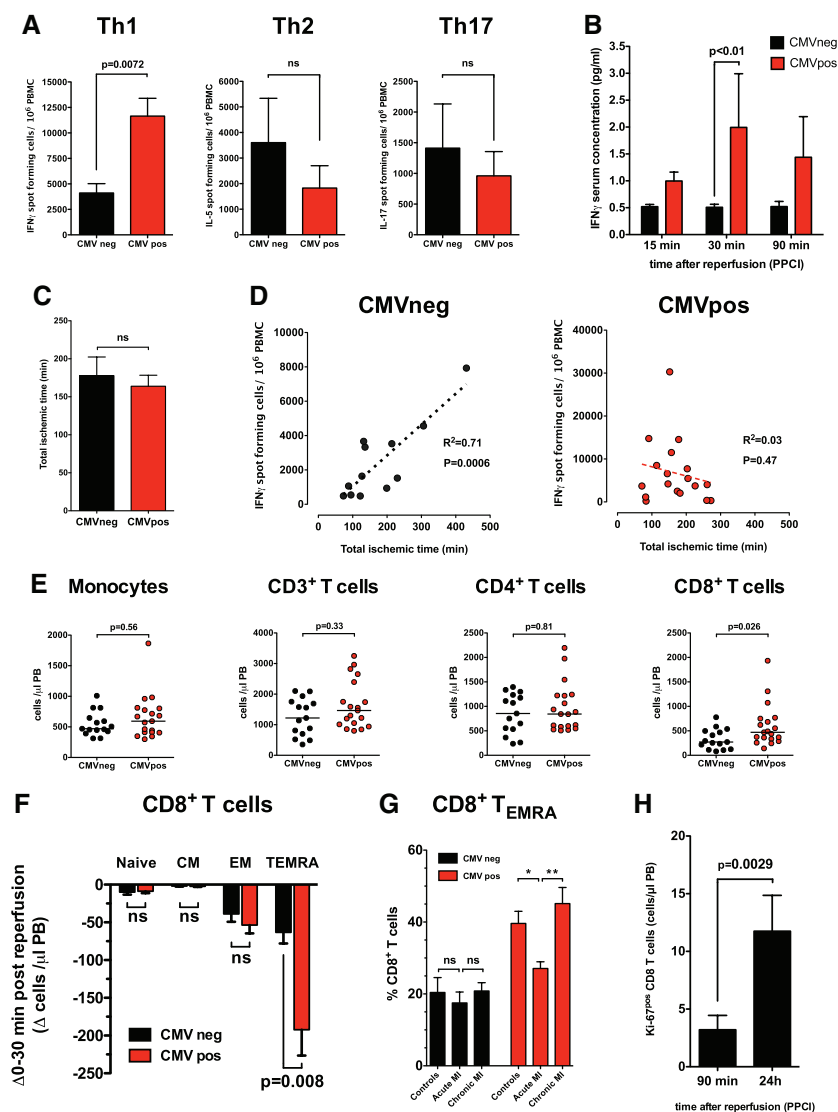 A
Th1
Th2
Th17
p=0.0072
ns
ns
IFNγ spot forming cells/ 10⁶ PBMC
15000
12500
10000
7500
5000
2500
0
CMV neg
CMV pos
IL-5 spot forming cells/ 10⁶ PBMC
6000
5000
4000
3000
2000
1000
0
CMV neg
CMV pos
IL-17 spot forming cells/ 10⁶ PBMC
2500
2000
1500
1000
500
0
CMV neg
CMV pos
B
CMVneg
CMVpos
p<0.01
IFNγ serum concentration (pg/ml)
3.5
3.0
2.5
2.0
1.5
1.0
0.5
0.0
15 min
30 min
90 min
time after reperfusion (PPCI)
C
ns
Total ischemic time (min)
250
200
150
100
50
0
CMVneg
CMVpos
D
CMVneg
IFNγ spot forming cells/ 10⁶ PBMC
10000
8000
6000
4000
2000
0
R²=0.71
P=0.0006
0
100
200
300
400
500
Total ischemic time (min)
CMVpos
IFNγ spot forming cells/ 10⁶ PBMC
40000
30000
20000
10000
0
R²=0.03
P=0.47
0
100
200
300
400
500
Total ischemic time (min)
E
Monocytes
p=0.56
cells /µl PB
2000
1500
1000
500
0
CMVneg
CMVpos
CD3⁺ T cells
p=0.33
cells /µl PB
4000
3000
2000
1000
0
CMVneg
CMVpos
CD4⁺ T cells
p=0.81
cells /µl PB
2500
2000
1500
1000
500
0
CMVneg
CMVpos
CD8⁺ T cells
p=0.026
cells /µl PB
2500
2000
1500
1000
500
0
CMVneg
CMVpos
F
CD8⁺ T cells
Naive
CM
EM
TEMRA
Δ0-30 min post reperfusion
(Δ cells /µl PB)
0
-50
-100
-150
-200
-250
ns
ns
ns
p=0.008
CMV neg
CMV pos
G
CD8⁺ T_EMRA
CMV neg
CMV pos
% CD8⁺ T cells
60
40
20
0
ns
ns
*
**
Controls
Acute MI
Chronic MI
Controls
Acute MI
Chronic MI
H
p=0.0029
Ki-67ᵖᵒˢ CD8 T cells (cells/µl PB)
20
15
10
5
0
90 min
24h
time after reperfusion (PPCI)